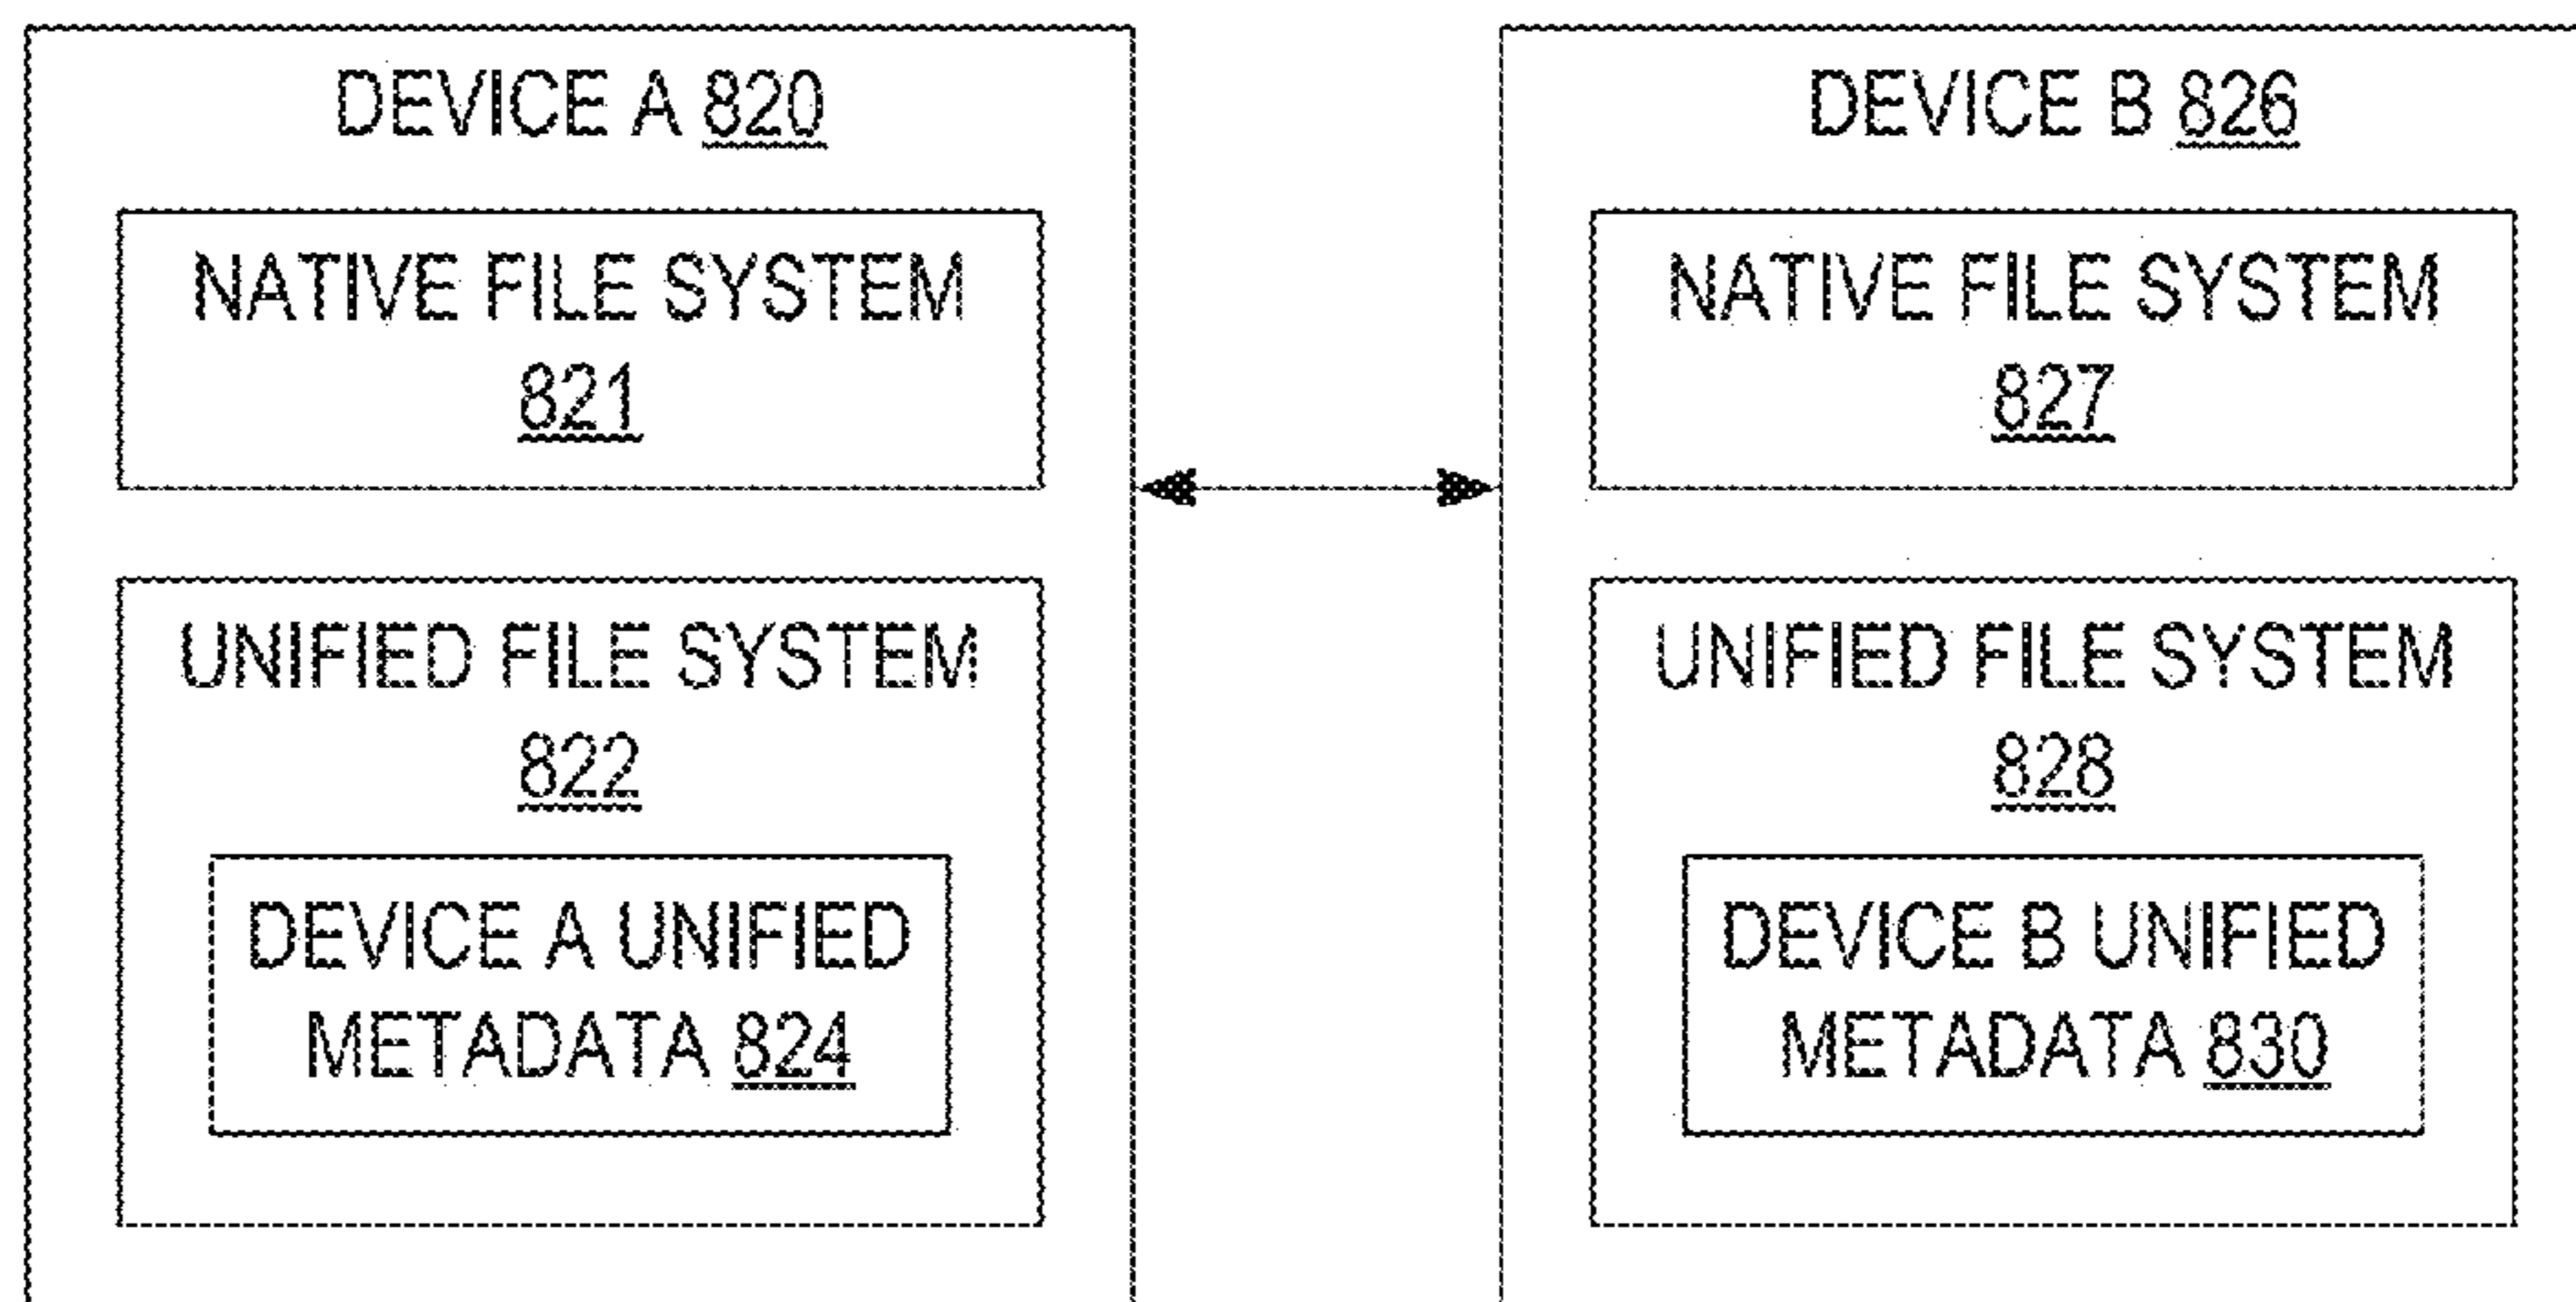 DEVICE A 820
NATIVE FILE SYSTEM
821
UNIFIED FILE SYSTEM
822
DEVICE A UNIFIED
METADATA 824
DEVICE B 826
NATIVE FILE SYSTEM
827
UNIFIED FILE SYSTEM
828
DEVICE B UNIFIED
METADATA 830